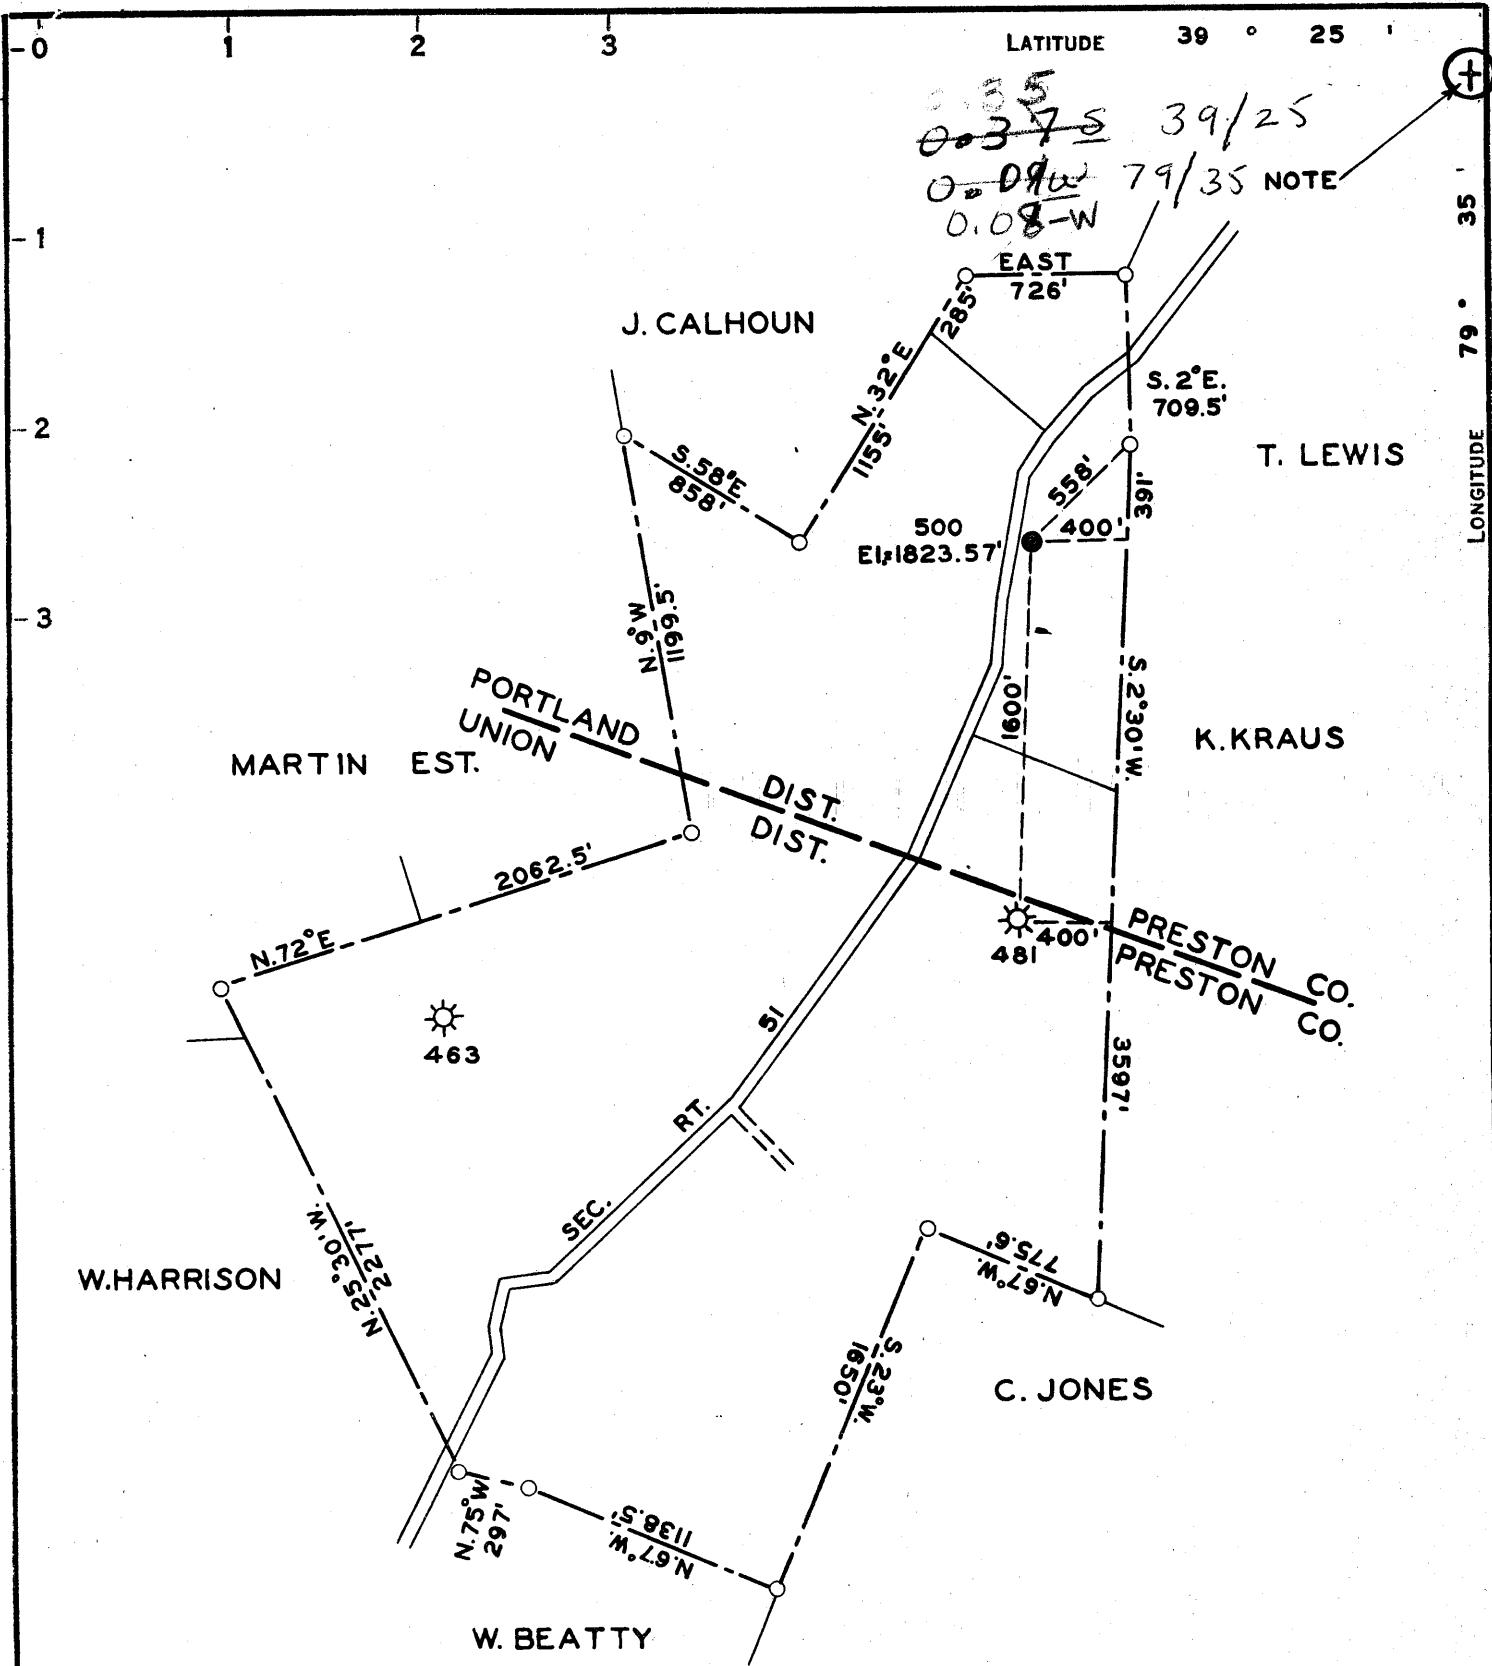 0 1 2 3 LATITUDE 39 ° 25 '
.35
0.37 S 39/25
0.09W 79/35 NOTE
0.08-W
LONGITUDE 79 ° 35 '
1
2
3
EAST
726'
J. CALHOUN
285'
N. 32° E
1155'
S. 2° E.
709.5'
T. LEWIS
S. 58° E
858'
558'
391'
400'
500
El.=1823.57'
N. 9° W
1199.5'
1600'
S. 2° 30' W.
3597'
K. KRAUS
PORTLAND DIST. PRESTON CO.
UNION DIST. PRESTON CO.
MARTIN EST.
2062.5'
N. 72° E
400'
481
463
SEC. RT. 51
N. 25° 30' W.
2277'
W. HARRISON
775.6'
N. 67° W.
S. 23° W.
1650'
C. JONES
N. 75° W
297'
1138.5'
N. 67° W.
W. BEATTY